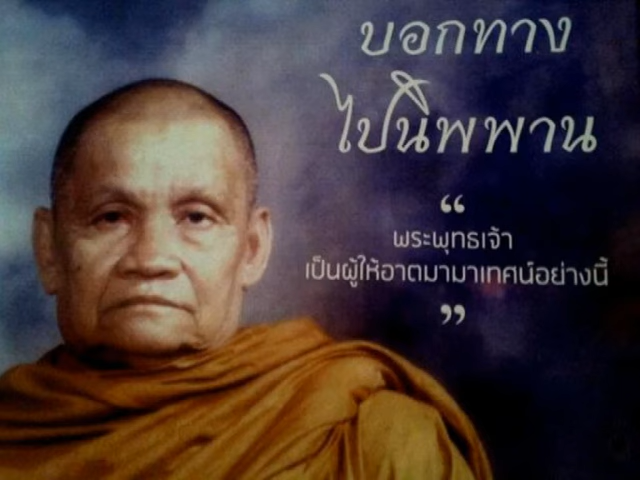 บอกทาง
ไปนิพพาน
“
พระพุทธเจ้า
เป็นผู้ให้อาตมามาเทศน์อย่างนี้
”